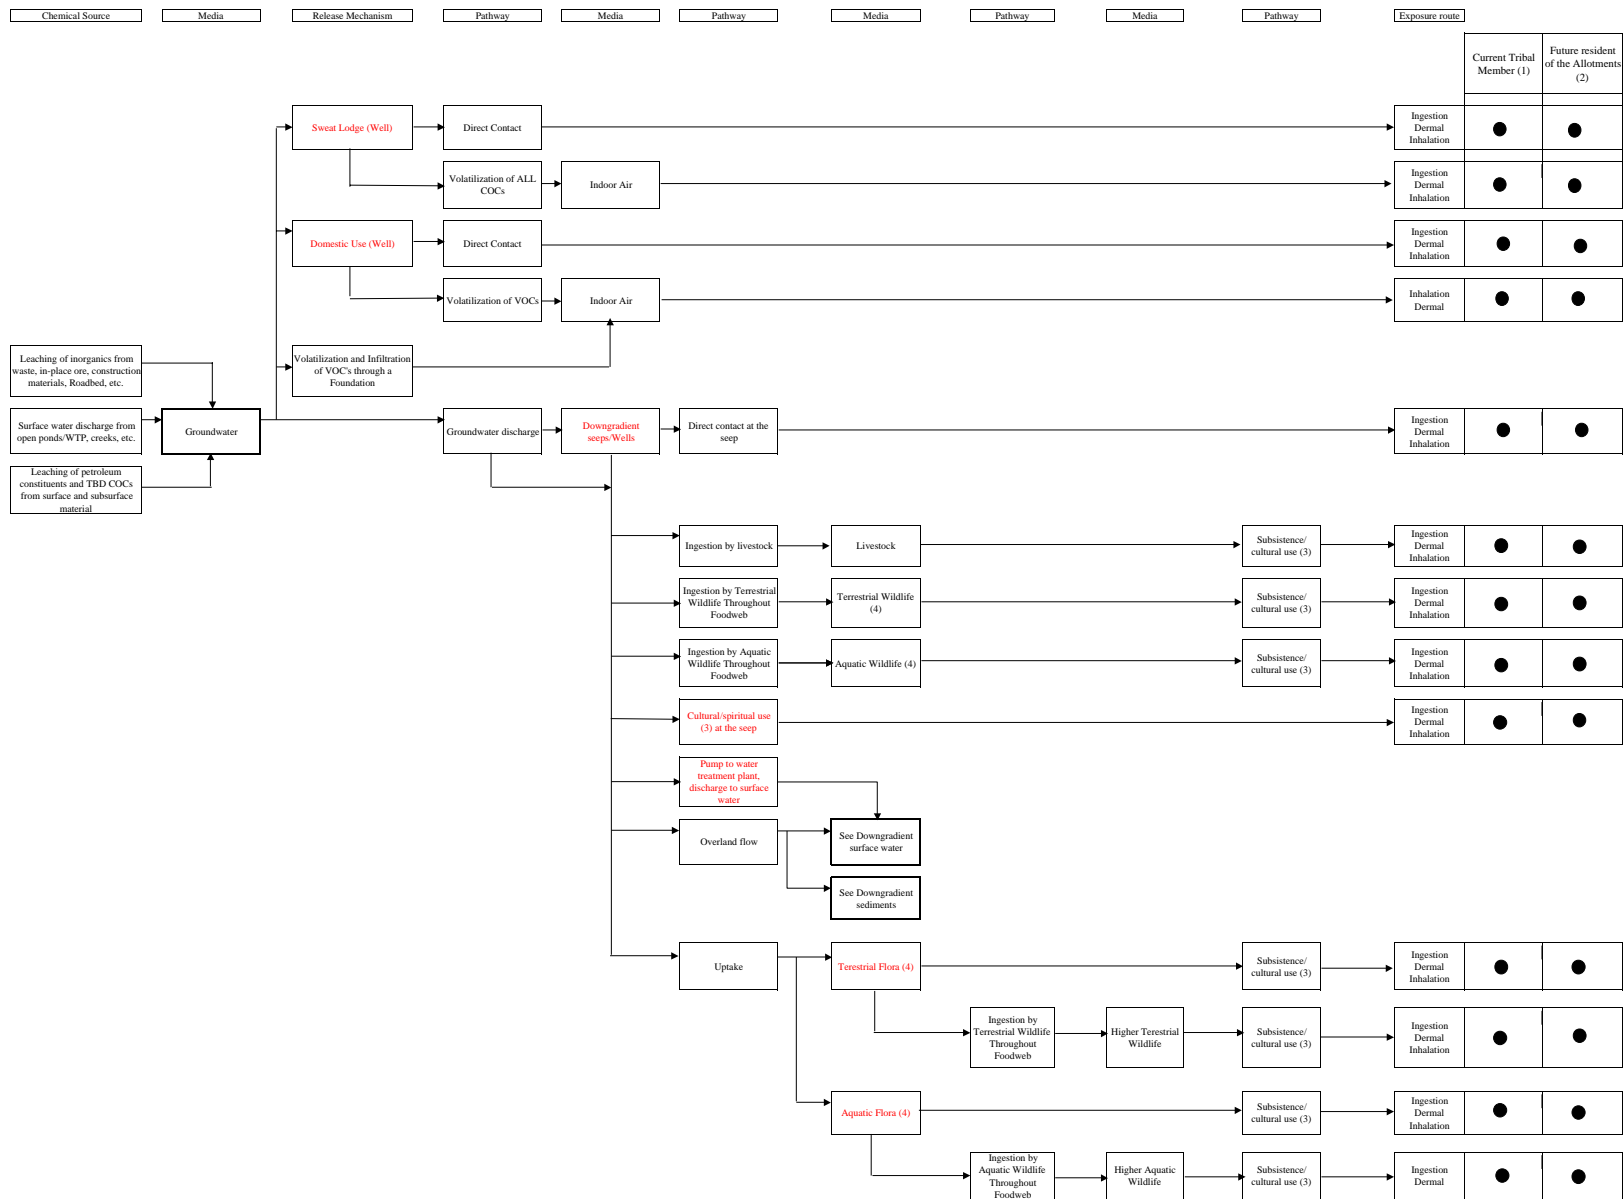 Chemical Source
Media
Release Mechanism
Pathway
Media
Pathway
Media
Pathway
Media
Pathway
Exposure route
Current Tribal
Member (1)
Future resident
of the Allotments
(2)
Sweat Lodge (Well)
Direct Contact
Ingestion
Dermal
Inhalation
Volatilization of ALL
COCs
Indoor Air
Ingestion
Dermal
Inhalation
Domestic Use (Well)
Direct Contact
Ingestion
Dermal
Inhalation
Volatilization of VOCs
Indoor Air
Inhalation
Dermal
Leaching of inorganics from
waste, in-place ore, construction
materials, Roadbed, etc.
Volatilization and Infiltration
of VOC's through a
Foundation
Surface water discharge from
open ponds/WTP, creeks, etc.
Groundwater
Groundwater discharge
Downgradient
seeps/Wells
Direct contact at the
seep
Ingestion
Dermal
Inhalation
Leaching of petroleum
constituents and TBD COCs
from surface and subsurface
material
Ingestion by livestock
Livestock
Subsistence/
cultural use (3)
Ingestion
Dermal
Inhalation
Ingestion by Terrestrial
Wildlife Throughout
Foodweb
Terrestrial Wildlife
(4)
Subsistence/
cultural use (3)
Ingestion
Dermal
Inhalation
Ingestion by Aquatic
Wildlife Throughout
Foodweb
Aquatic Wildlife (4)
Subsistence/
cultural use (3)
Ingestion
Dermal
Inhalation
Cultural/spiritual use
(3) at the seep
Ingestion
Dermal
Inhalation
Pump to water
treatment plant,
discharge to surface
water
Overland flow
See Downgradient
surface water
See Downgradient
sediments
Uptake
Terestrial Flora (4)
Subsistence/
cultural use (3)
Ingestion
Dermal
Inhalation
Ingestion by
Terrestrial Wildlife
Throughout
Foodweb
Higher Terestrial
Wildlife
Subsistence/
cultural use (3)
Ingestion
Dermal
Inhalation
Aquatic Flora (4)
Subsistence/
cultural use (3)
Ingestion
Dermal
Inhalation
Ingestion by
Aquatic Wildlife
Throughout
Foodweb
Higher Aquatic
Wildlife
Subsistence/
cultural use (3)
Ingestion
Dermal